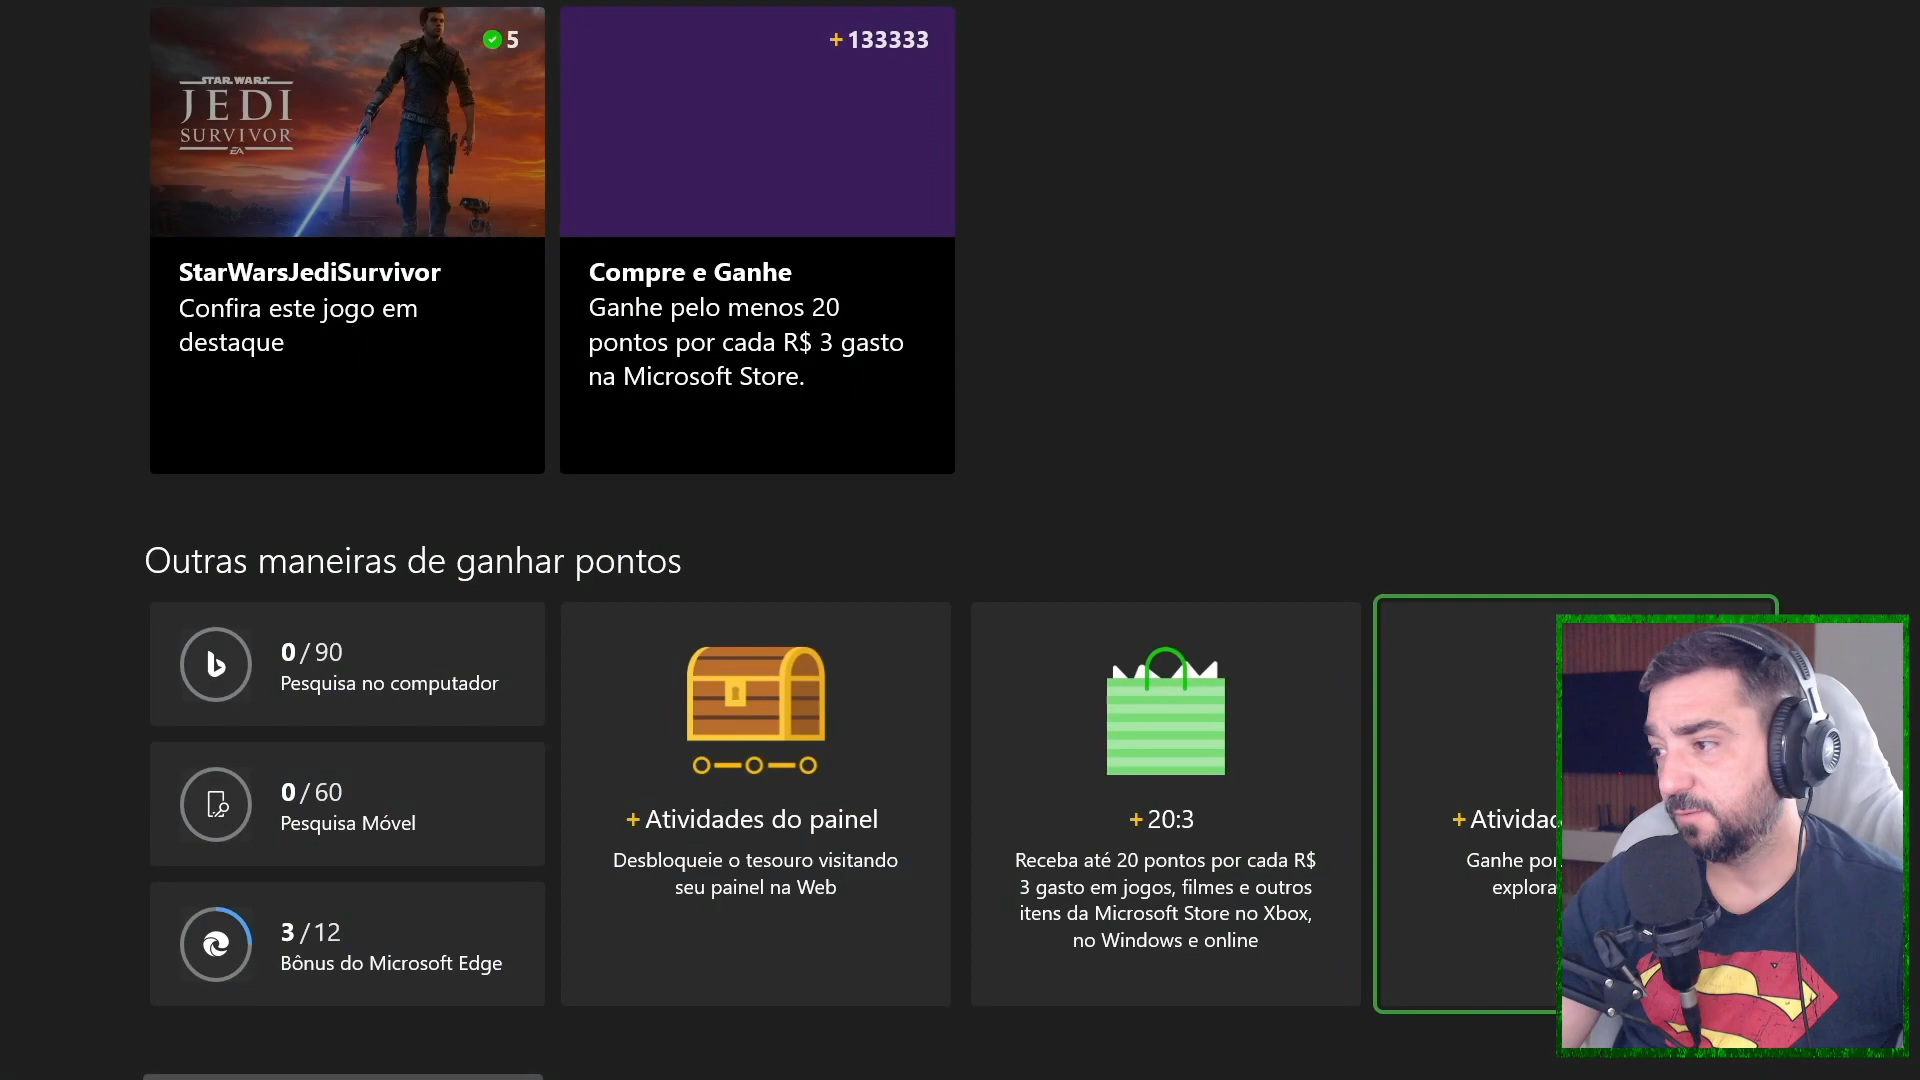 5
STAR WARS
JEDI
SURVIVOR
EA
StarWarsJediSurvivor
Confira este jogo em
destaque
+133333
Compre e Ganhe
Ganhe pelo menos 20
pontos por cada R$ 3 gasto
na Microsoft Store.
Outras maneiras de ganhar pontos
0/90
Pesquisa no computador
0/60
Pesquisa Móvel
3/12
Bônus do Microsoft Edge
+Atividades do painel
Desbloqueie o tesouro visitando
seu painel na Web
+20:3
Receba até 20 pontos por cada R$
3 gasto em jogos, filmes e outros
itens da Microsoft Store no Xbox,
no Windows e online
+
Ganhe